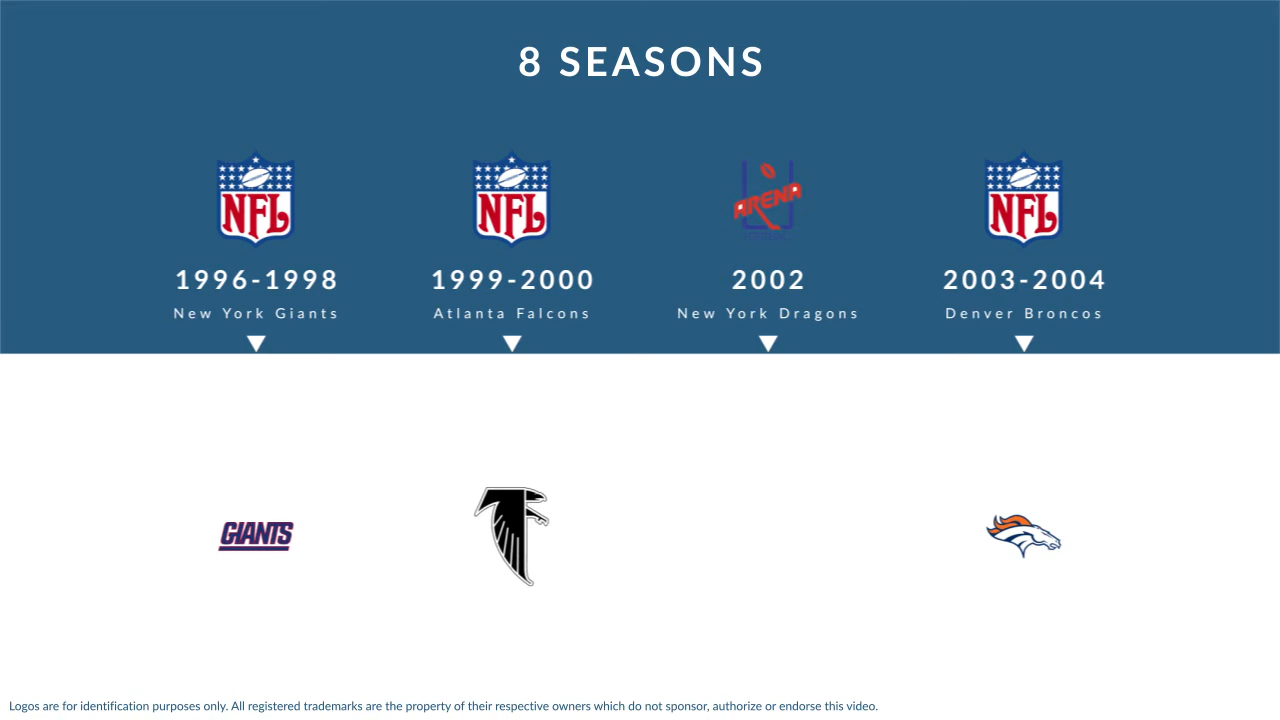 8 SEASONS
NFL NFL ARENA NFL
1996-1998 1999-2000 2002 2003-2004
New York Giants Atlanta Falcons New York Dragons Denver Broncos
GIANTS
Logos are for identification purposes only. All registered trademarks are the property of their respective owners which do not sponsor, authorize or endorse this video.